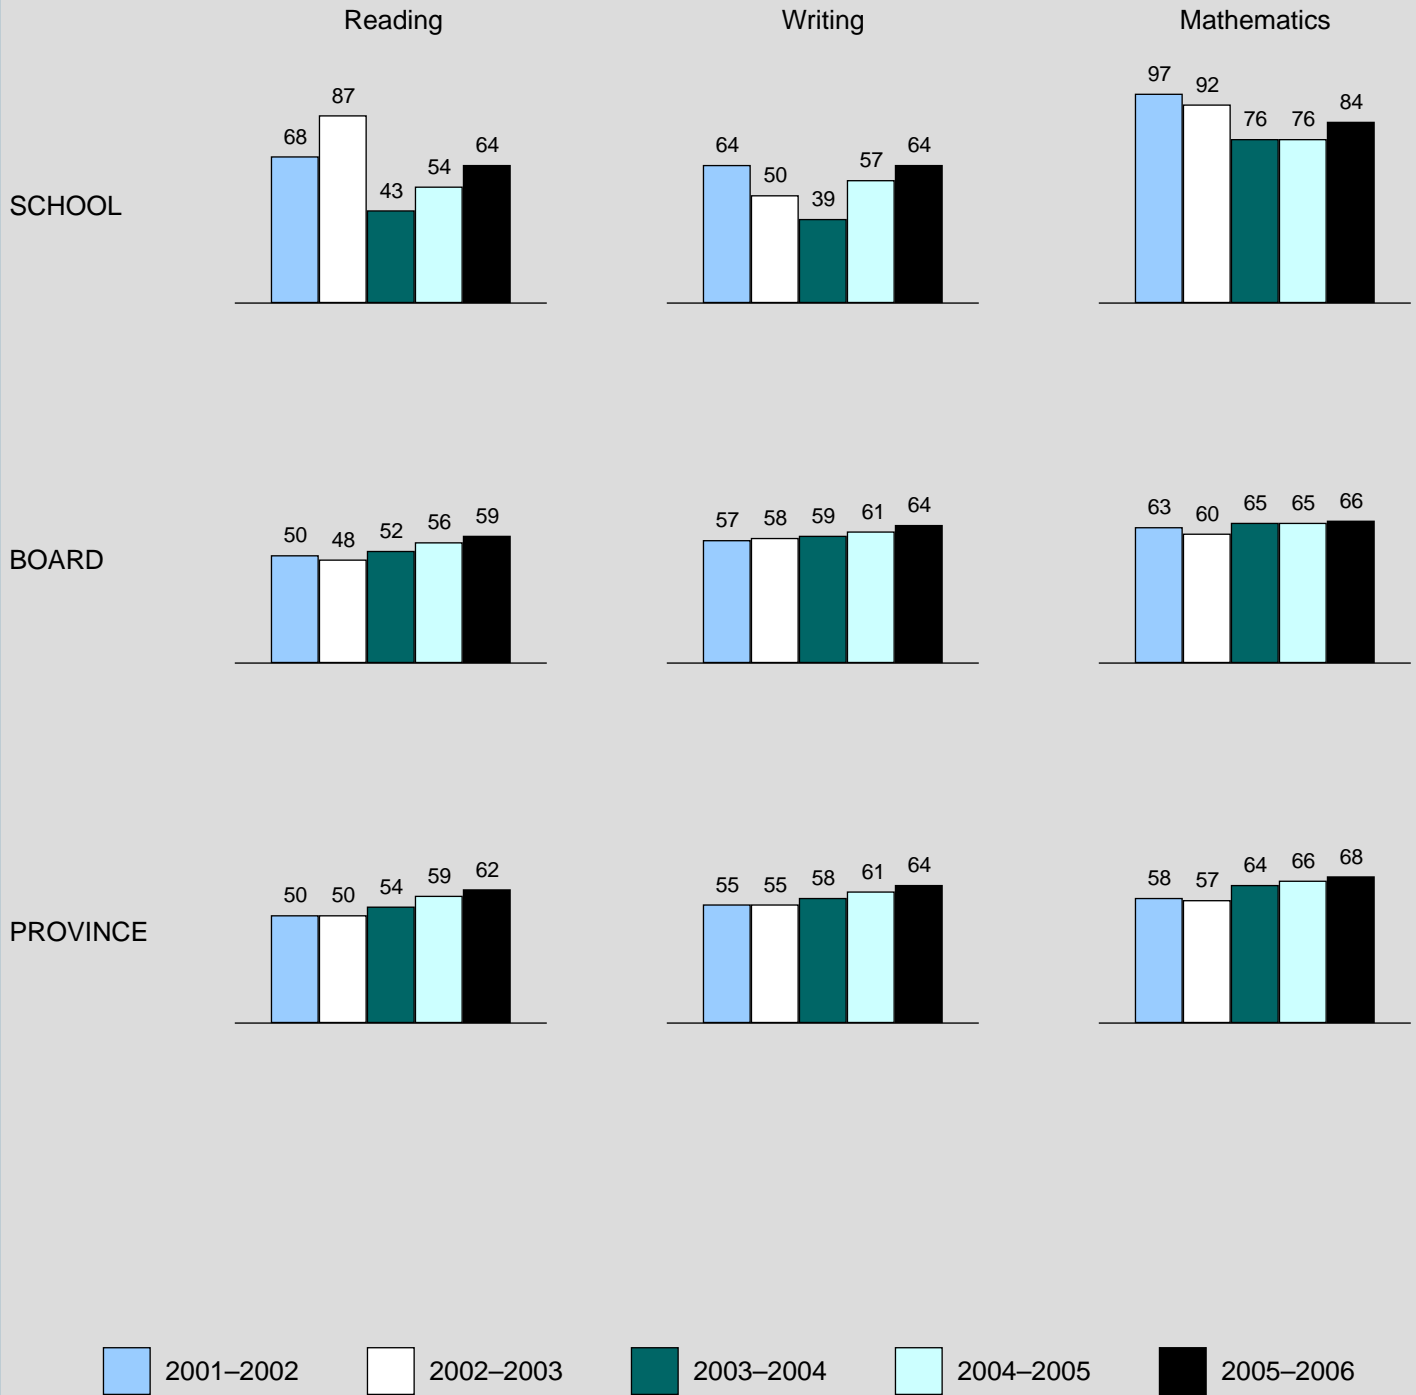 Reading Writing Mathematics
SCHOOL
68 87 43 54 64
64 50 39 57 64
97 92 76 76 84
BOARD
50 48 52 56 59
57 58 59 61 64
63 60 65 65 66
PROVINCE
50 50 54 59 62
55 55 58 61 64
58 57 64 66 68
2001–2002 2002–2003 2003–2004 2004–2005 2005–2006